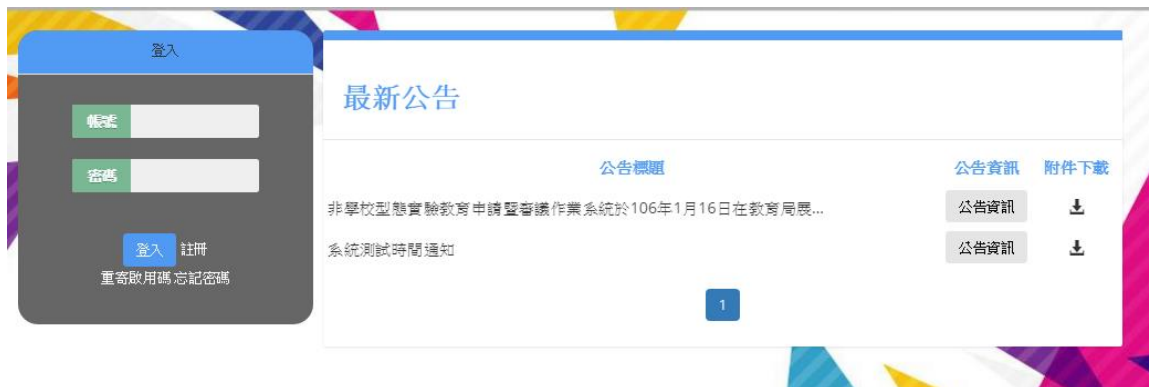 登入
帳號
密碼
登入 註冊
重寄啟用碼 忘記密碼
最新公告
公告標題 公告資訊 附件下載
非學校型態實驗教育申請暨審議作業系統於106年1月16日在教育局展... 公告資訊
系統測試時間通知 公告資訊
1